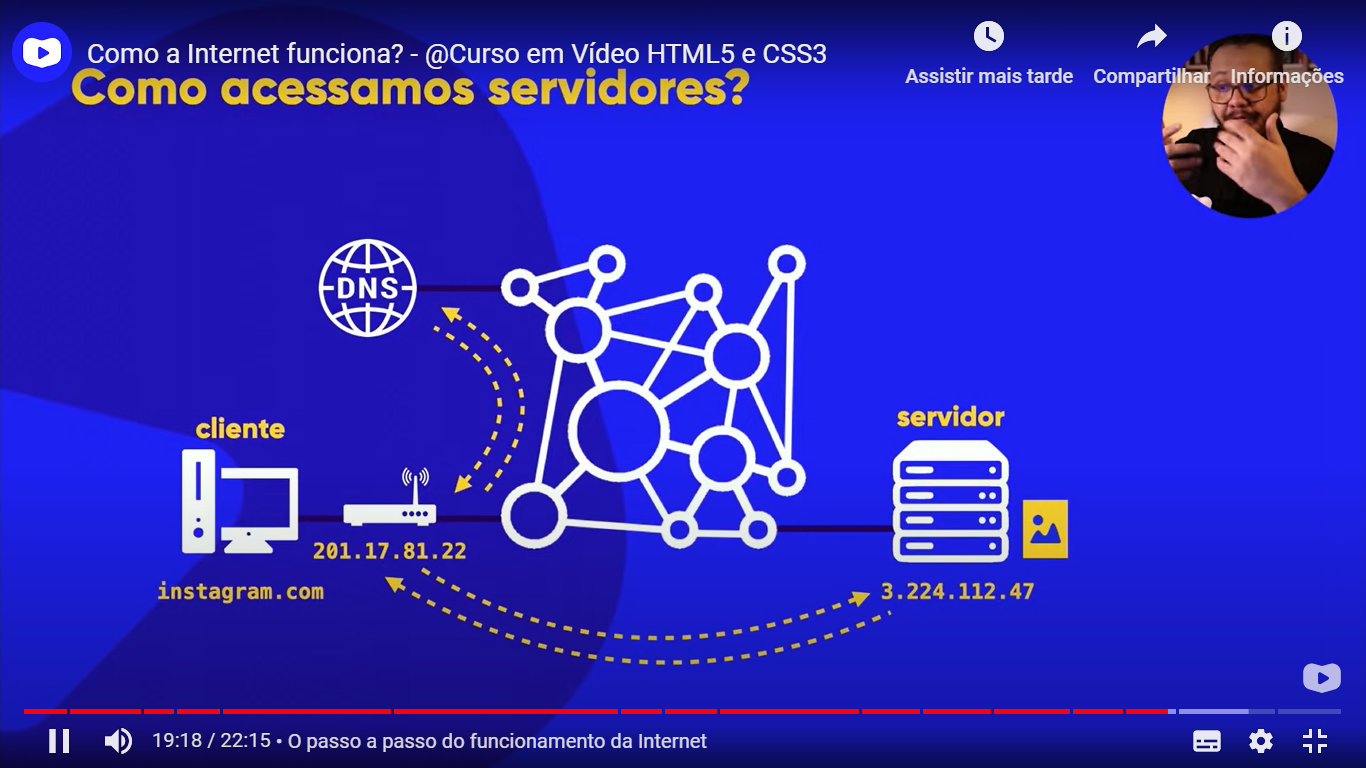 Como a Internet funciona? - @Curso em Vídeo HTML5 e CSS3
Assistir mais tarde
Compartilhar
Informações
Como acessamos servidores?
DNS
cliente
servidor
201.17.81.22
instagram.com
3.224.112.47
19:18 / 22:15 • O passo a passo do funcionamento da Internet